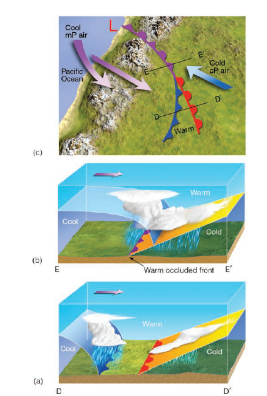 Cool
mP air
L
Pacific
Ocean
E
E'
Cold
cP air
D
D'
Warm
(c)
Warm
Cool
Cold
(b)
E
Warm occluded front
E'
Warm
Cool
Cold
(a)
D
D'